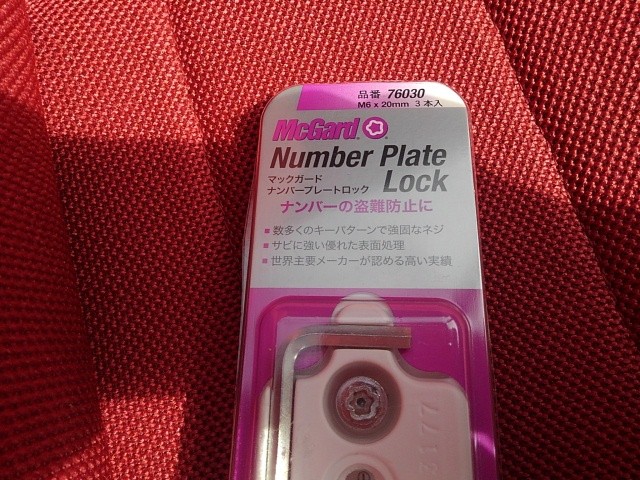 品番 76030
M6 x 20mm 3本入
McGard
Number Plate
Lock
マックガード
ナンバープレートロック
ナンバーの盗難防止に
■ 数多くのキーパターンで強固なネジ
■ サビに強い優れた表面処理
■ 世界主要メーカーが認める高い実績
3177